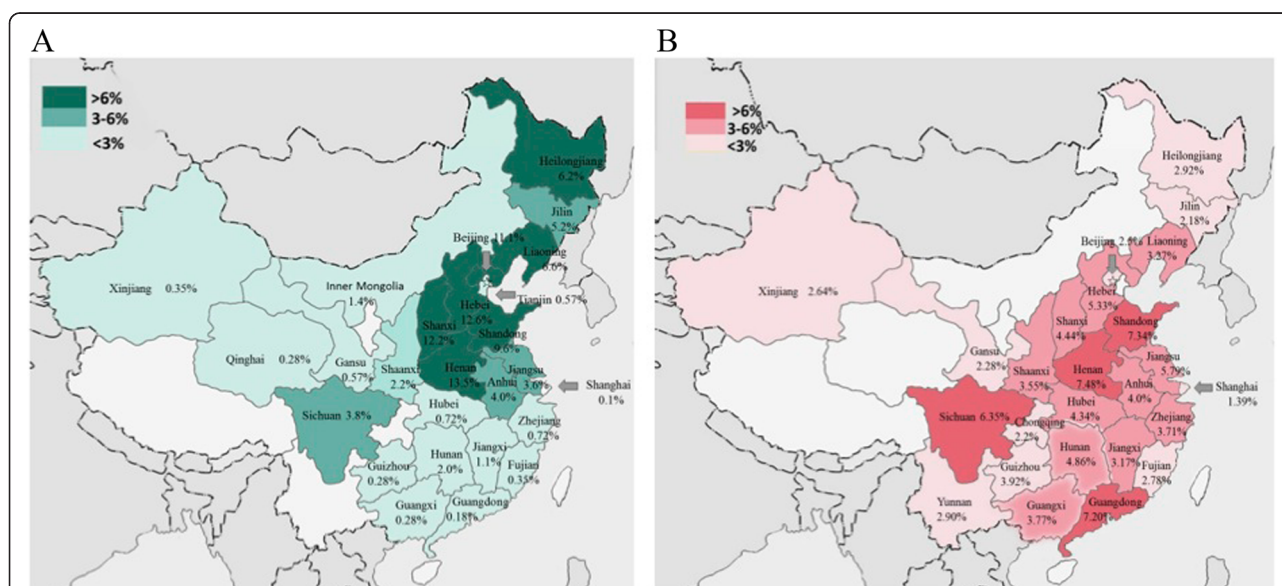 A
>6%
3-6%
<3%
Heilongjiang
6.2%
Jilin
5.2%
Beijing 11.1%
Liaoning
6.6%
Inner Mongolia
1.4%
Tianjin 0.57%
Xinjiang 0.35%
Hebei
12.6%
Shanxi
12.2%
Shandong
9.6%
Qinghai 0.28%
Gansu
0.57%
Shaanxi
2.2%
Henan
13.5%
Jiangsu
3.6%
Anhui
4.0%
Shanghai
0.1%
Sichuan 3.8%
Hubei
0.72%
Zhejiang
0.72%
Hunan
2.0%
Jiangxi
1.1%
Guizhou
0.28%
Fujian
0.35%
Guangxi
0.28%
Guangdong
0.18%
B
>6%
3-6%
<3%
Heilongjiang
2.92%
Jilin
2.18%
Beijing 2.5%
Liaoning
3.27%
Xinjiang 2.64%
Hebei
5.33%
Shanxi
4.44%
Shandong
7.34%
Gansu
2.28%
Shaanxi
3.55%
Henan
7.48%
Jiangsu
5.79%
Anhui
4.0%
Shanghai
1.39%
Sichuan 6.35%
Hubei
4.34%
Zhejiang
3.71%
Chongqing
2.2%
Hunan
4.86%
Jiangxi
3.17%
Guizhou
3.92%
Fujian
2.78%
Yunnan
2.90%
Guangxi
3.77%
Guangdong
7.20%